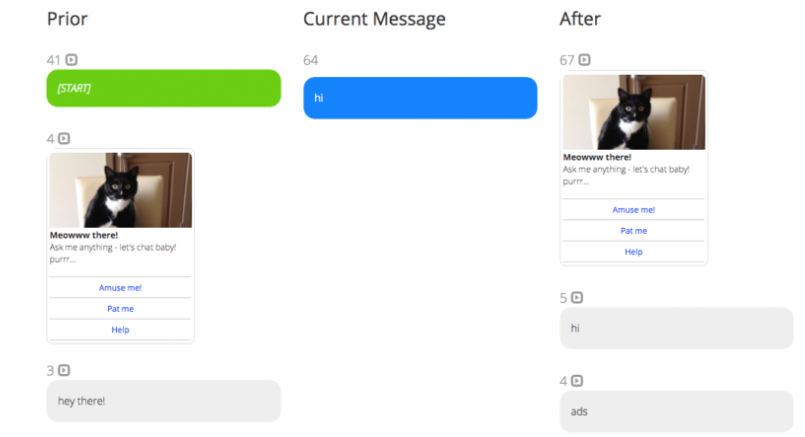 Prior
41
[START]
4
Meowww there!
Ask me anything - let's chat baby!
purrr...
Amuse me!
Pat me
Help
3
hey there!
Current Message
64
hi
After
67
Meowww there!
Ask me anything - let's chat baby!
purrr...
Amuse me!
Pat me
Help
5
hi
4
ads